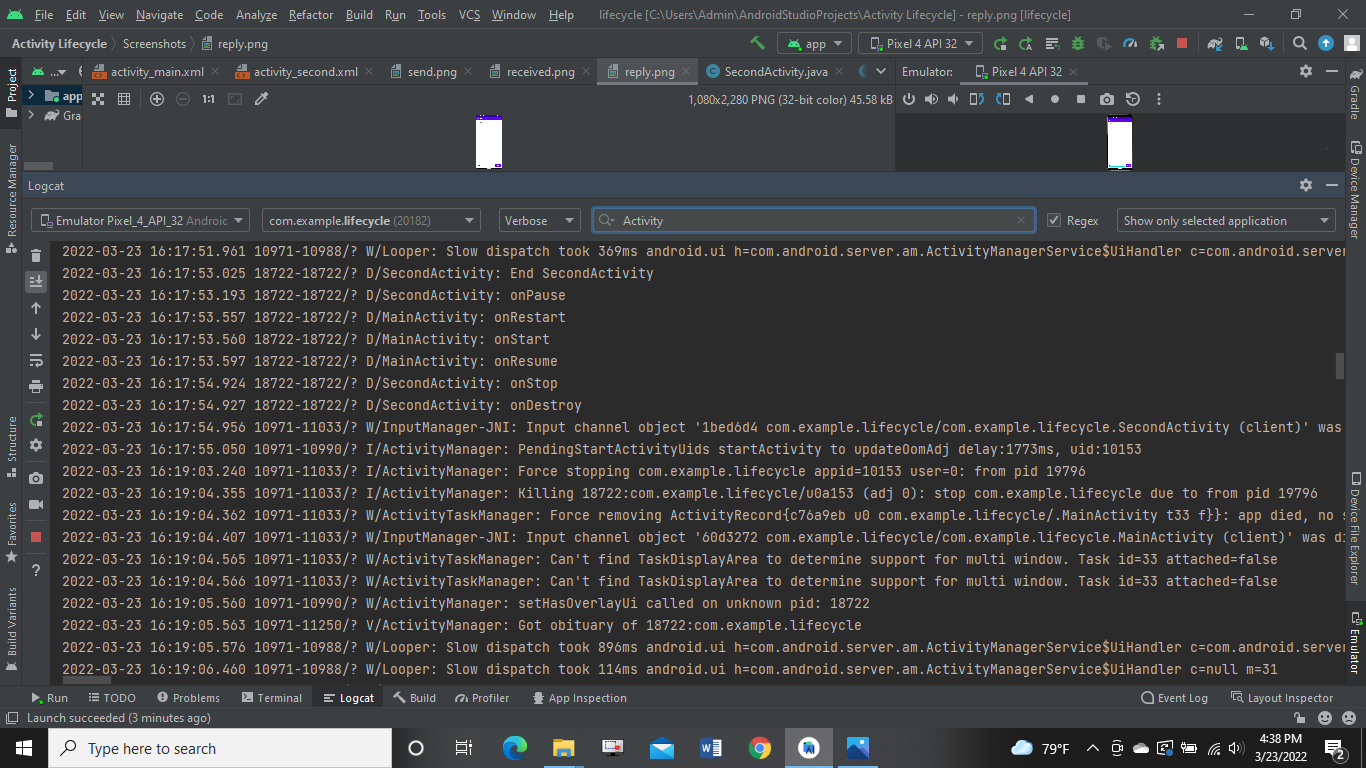 File Edit View Navigate Code Analyze Refactor Build Run Tools VCS Window Help lifecycle [C:\Users\Admin\AndroidStudioProjects\Activity Lifecycle] - reply.png [lifecycle]
Activity Lifecycle Screenshots reply.png app Pixel 4 API 32
... activity_main.xml activity_second.xml send.png received.png reply.png SecondActivity.java Emulator: Pixel 4 API 32
app 1:1 1,080x2,280 PNG (32-bit color) 45.58 kB
Gra
Logcat
Emulator Pixel_4_API_32 Androic com.example.lifecycle (20182) Verbose Activity Regex Show only selected application
2022-03-23 16:17:51.961 10971-10988/? W/Looper: Slow dispatch took 369ms android.ui h=com.android.server.am.ActivityManagerService$UiHandler c=com.android.server
2022-03-23 16:17:53.025 18722-18722/? D/SecondActivity: End SecondActivity
2022-03-23 16:17:53.193 18722-18722/? D/SecondActivity: onPause
2022-03-23 16:17:53.557 18722-18722/? D/MainActivity: onRestart
2022-03-23 16:17:53.560 18722-18722/? D/MainActivity: onStart
2022-03-23 16:17:53.597 18722-18722/? D/MainActivity: onResume
2022-03-23 16:17:54.924 18722-18722/? D/SecondActivity: onStop
2022-03-23 16:17:54.927 18722-18722/? D/SecondActivity: onDestroy
2022-03-23 16:17:54.956 10971-11033/? W/InputManager-JNI: Input channel object '1bed6d4 com.example.lifecycle/com.example.lifecycle.SecondActivity (client)' was
2022-03-23 16:17:55.050 10971-10990/? I/ActivityManager: PendingStartActivityUids startActivity to updateOomAdj delay:1773ms, uid:10153
2022-03-23 16:19:03.240 10971-11033/? I/ActivityManager: Force stopping com.example.lifecycle appid=10153 user=0: from pid 19796
2022-03-23 16:19:04.355 10971-11033/? I/ActivityManager: Killing 18722:com.example.lifecycle/u0a153 (adj 0): stop com.example.lifecycle due to from pid 19796
2022-03-23 16:19:04.362 10971-11033/? W/ActivityTaskManager: Force removing ActivityRecord{c76a9eb u0 com.example.lifecycle/.MainActivity t33 f}}: app died, no s
2022-03-23 16:19:04.407 10971-11033/? W/InputManager-JNI: Input channel object '60d3272 com.example.lifecycle/com.example.lifecycle.MainActivity (client)' was di
2022-03-23 16:19:04.565 10971-11033/? W/ActivityTaskManager: Can't find TaskDisplayArea to determine support for multi window. Task id=33 attached=false
2022-03-23 16:19:04.566 10971-11033/? W/ActivityTaskManager: Can't find TaskDisplayArea to determine support for multi window. Task id=33 attached=false
2022-03-23 16:19:05.560 10971-10990/? W/ActivityManager: setHasOverlayUi called on unknown pid: 18722
2022-03-23 16:19:05.563 10971-11250/? V/ActivityManager: Got obituary of 18722:com.example.lifecycle
2022-03-23 16:19:05.576 10971-10988/? W/Looper: Slow dispatch took 896ms android.ui h=com.android.server.am.ActivityManagerService$UiHandler c=com.android.server
2022-03-23 16:19:06.460 10971-10988/? W/Looper: Slow dispatch took 114ms android.ui h=com.android.server.am.ActivityManagerService$UiHandler c=null m=31
Project
Resource Manager
Structure
Favorites
Build Variants
Gradle
Device Manager
Device File Explorer
Emulator
Run TODO Problems Terminal Logcat Build Profiler App Inspection Event Log Layout Inspector
Launch succeeded (3 minutes ago)
Type here to search 79°F 4:38 PM
3/23/2022 2